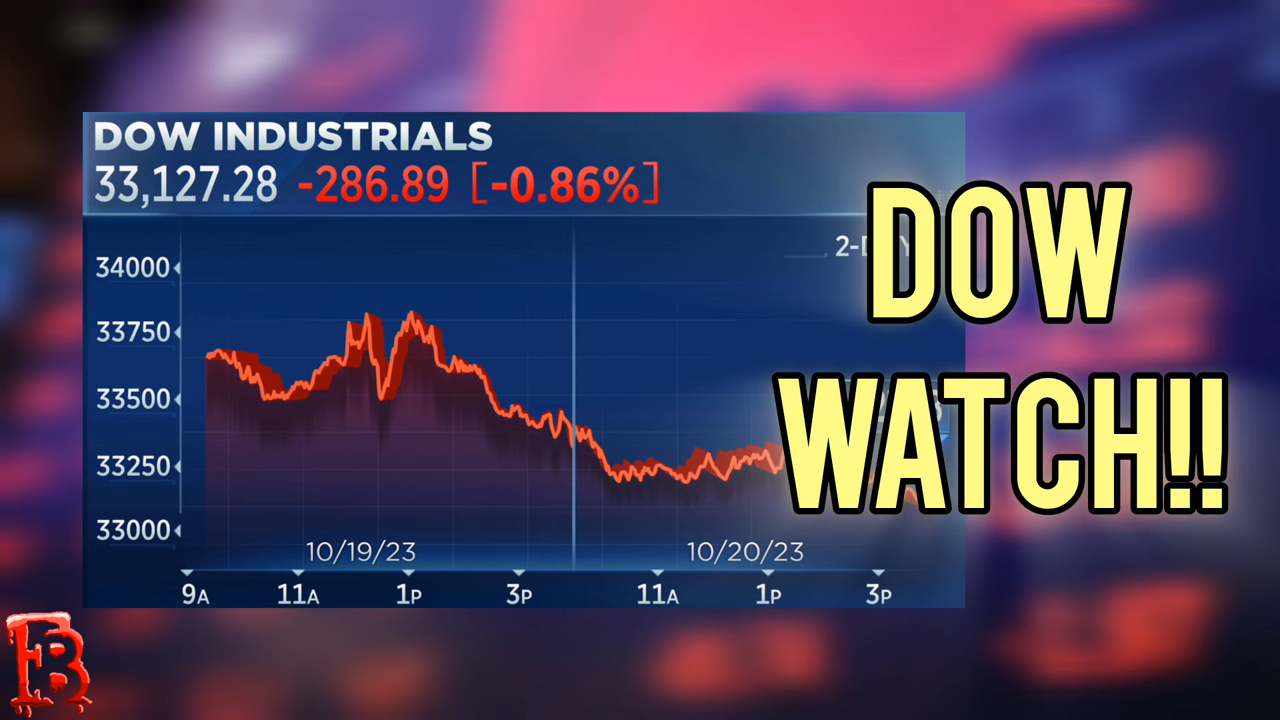 DOW INDUSTRIALS
33,127.28 -286.89 [-0.86%]
34000
33750
33500
33250
33000
10/19/23
10/20/23
9A 11A 1P 3P 11A 1P 3P
DOW
WATCH!!
FB